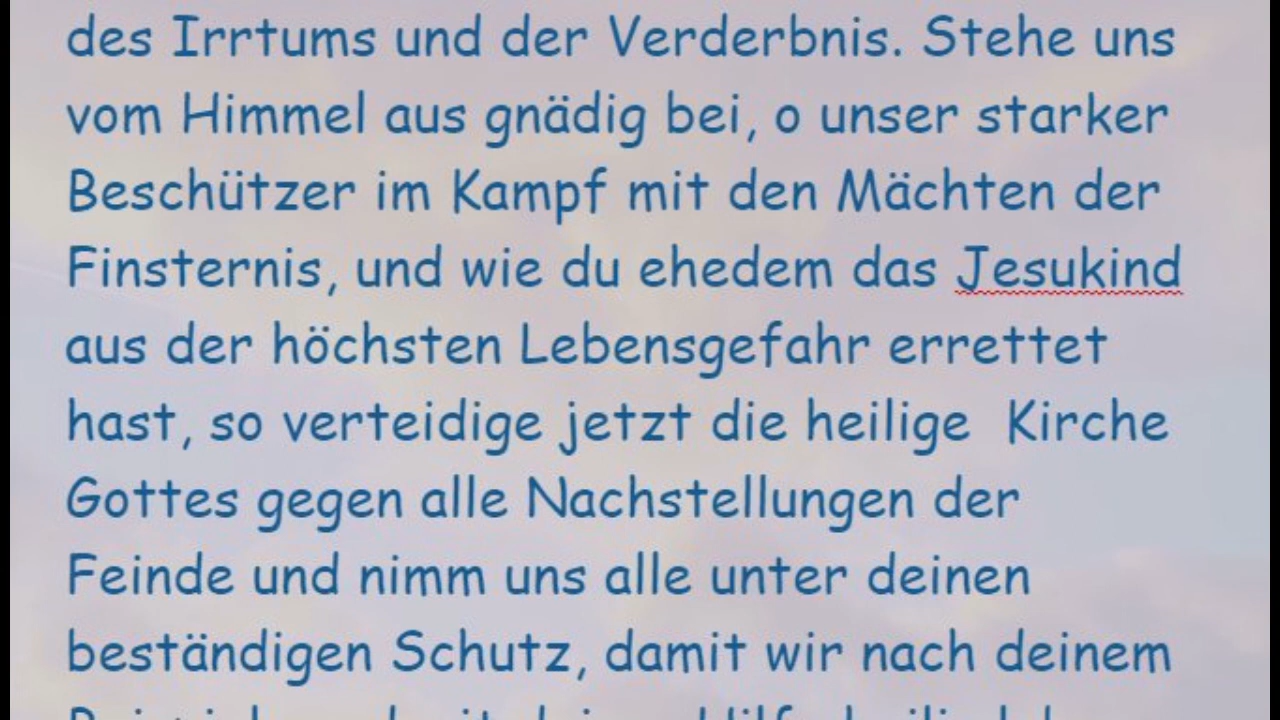 des Irrtums und der Verderbnis. Stehe uns
vom Himmel aus gnädig bei, o unser starker
Beschützer im Kampf mit den Mächten der
Finsternis, und wie du ehedem das Jesukind
aus der höchsten Lebensgefahr errettet
hast, so verteidige jetzt die heilige  Kirche
Gottes gegen alle Nachstellungen der
Feinde und nimm uns alle unter deinen
beständigen Schutz, damit wir nach deinem